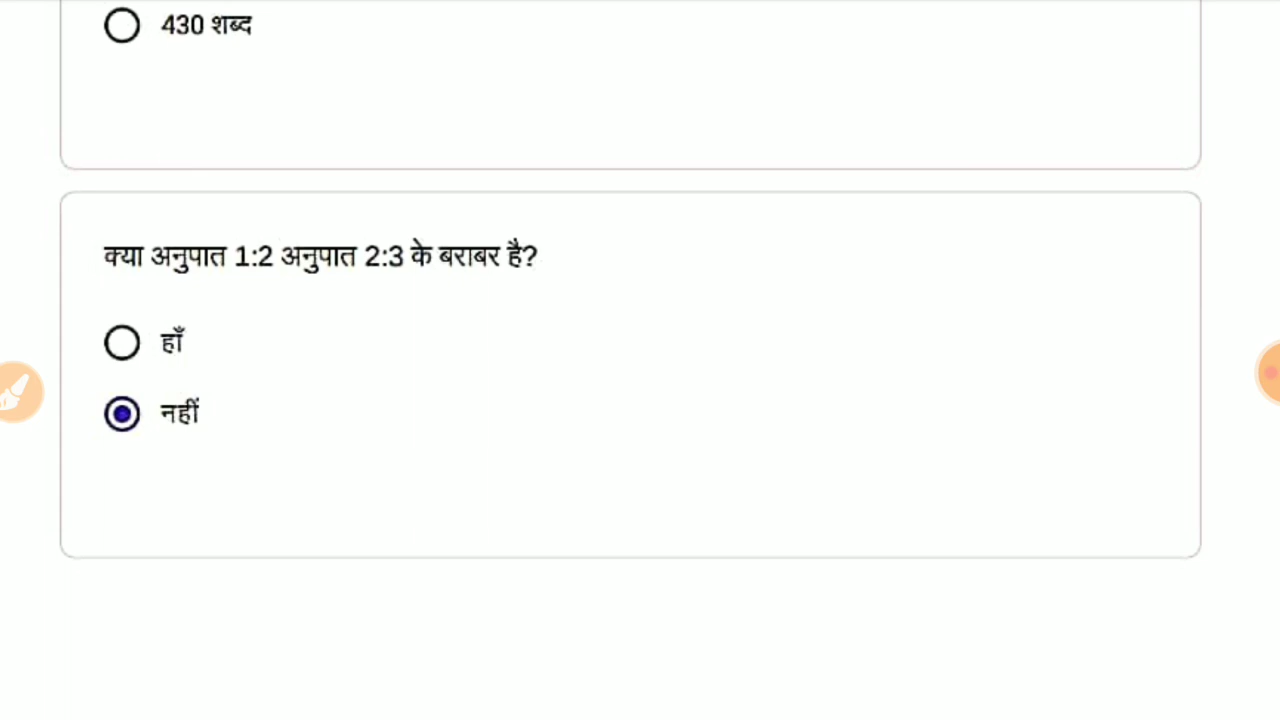 430 शब्द
क्या अनुपात 1:2 अनुपात 2:3 के बराबर है?
हाँ
नहीं